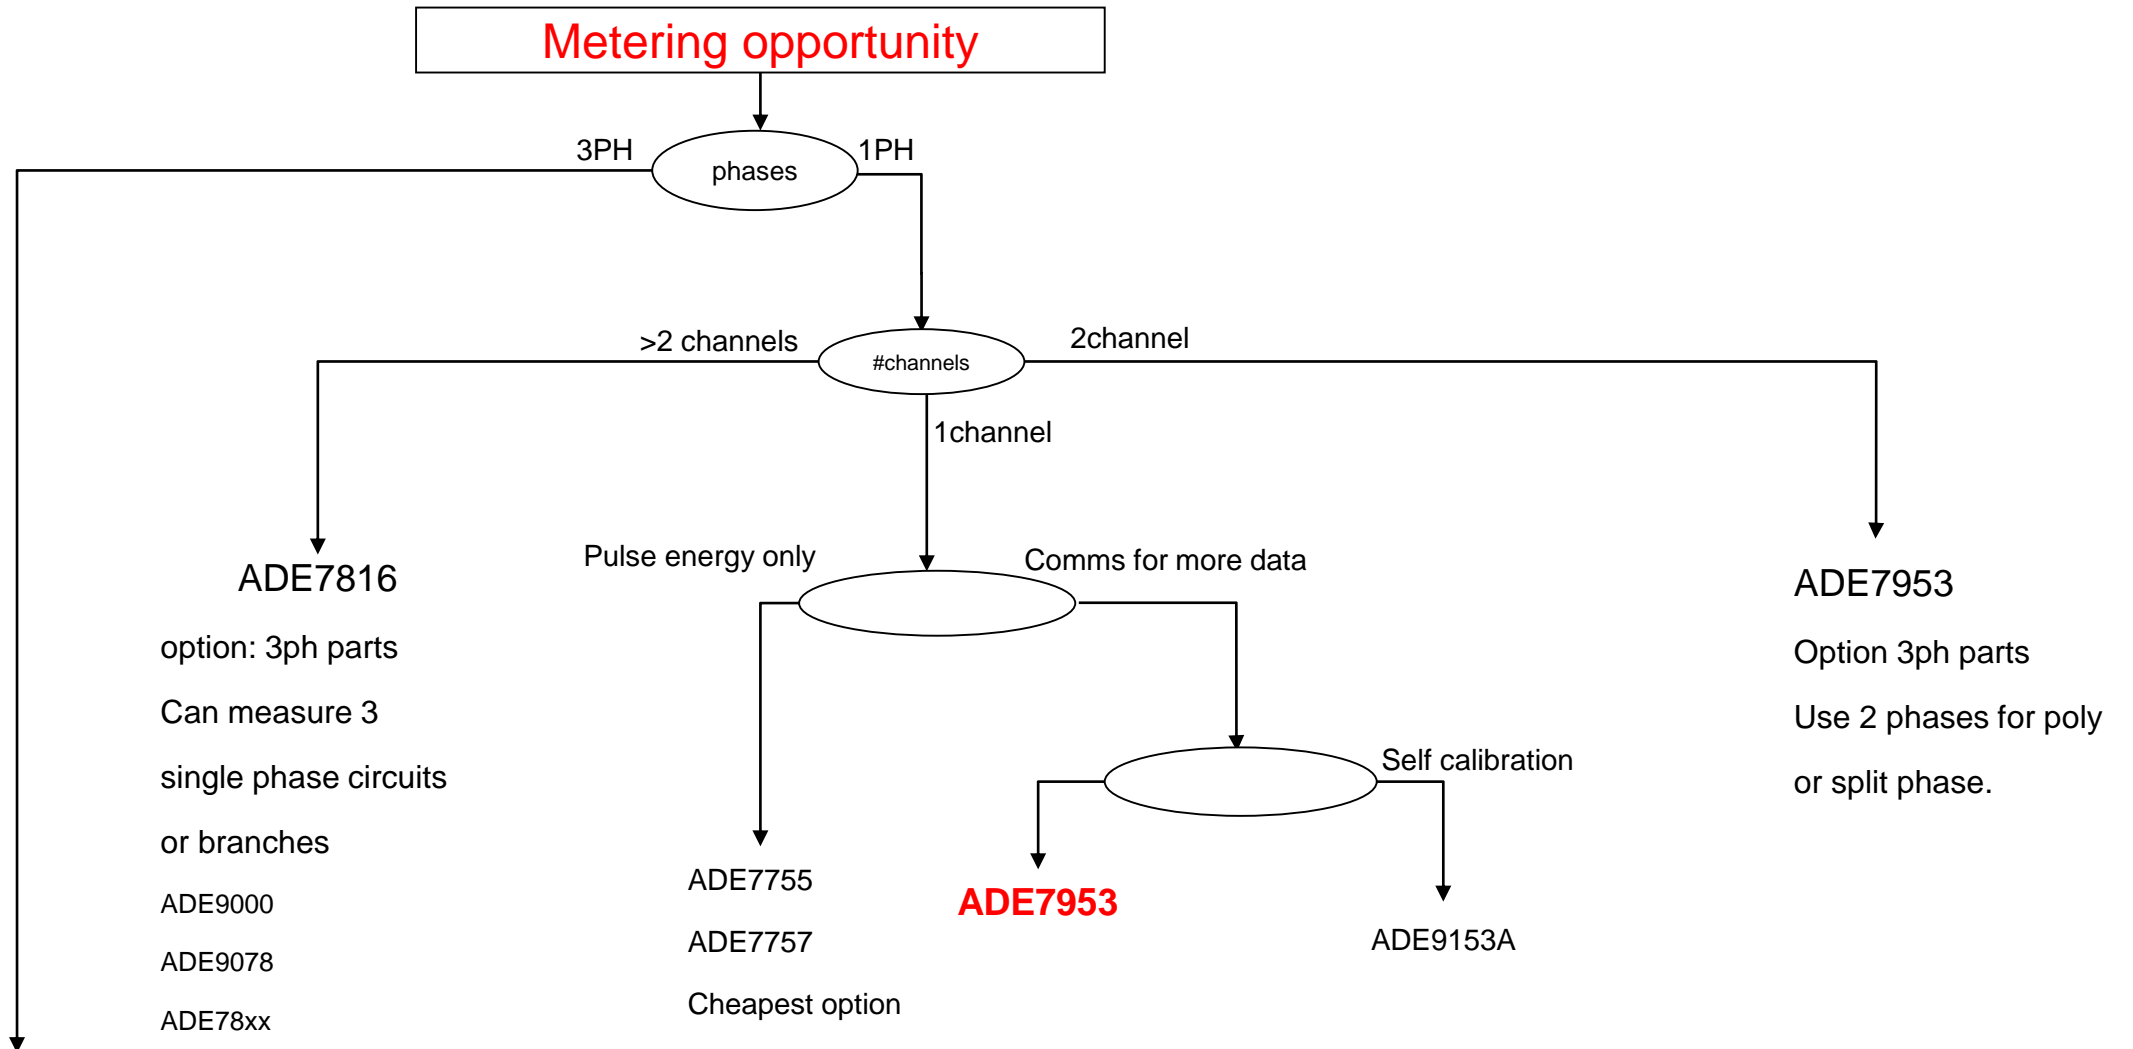 Metering opportunity
3PH
1PH
phases
>2 channels
2channel
#channels
1channel
Pulse energy only
Comms for more data
ADE7816
option: 3ph parts
Can measure 3
single phase circuits
or branches
ADE9000
ADE9078
ADE78xx
ADE7755
ADE7757
Cheapest option
Self calibration
ADE7953
ADE9153A
ADE7953
Option 3ph parts
Use 2 phases for poly
or split phase.